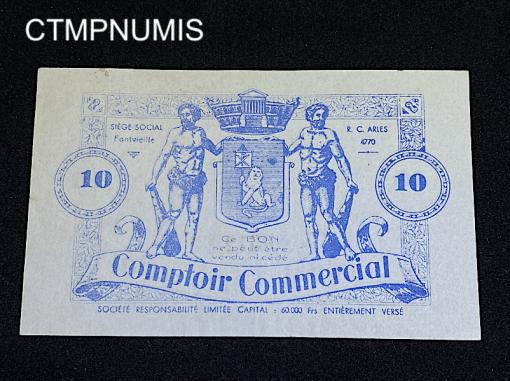 CTMPNUMIS
SIÈGE SOCIAL
Fontvieille
R. C. ARLES
4770
10
10
Ce BON
ne peut être
vendu ni cédé
Comptoir Commercial
SOCIÉTÉ RESPONSABILITÉ LIMITÉE CAPITAL : 60.000 Frs ENTIÈREMENT VERSÉ